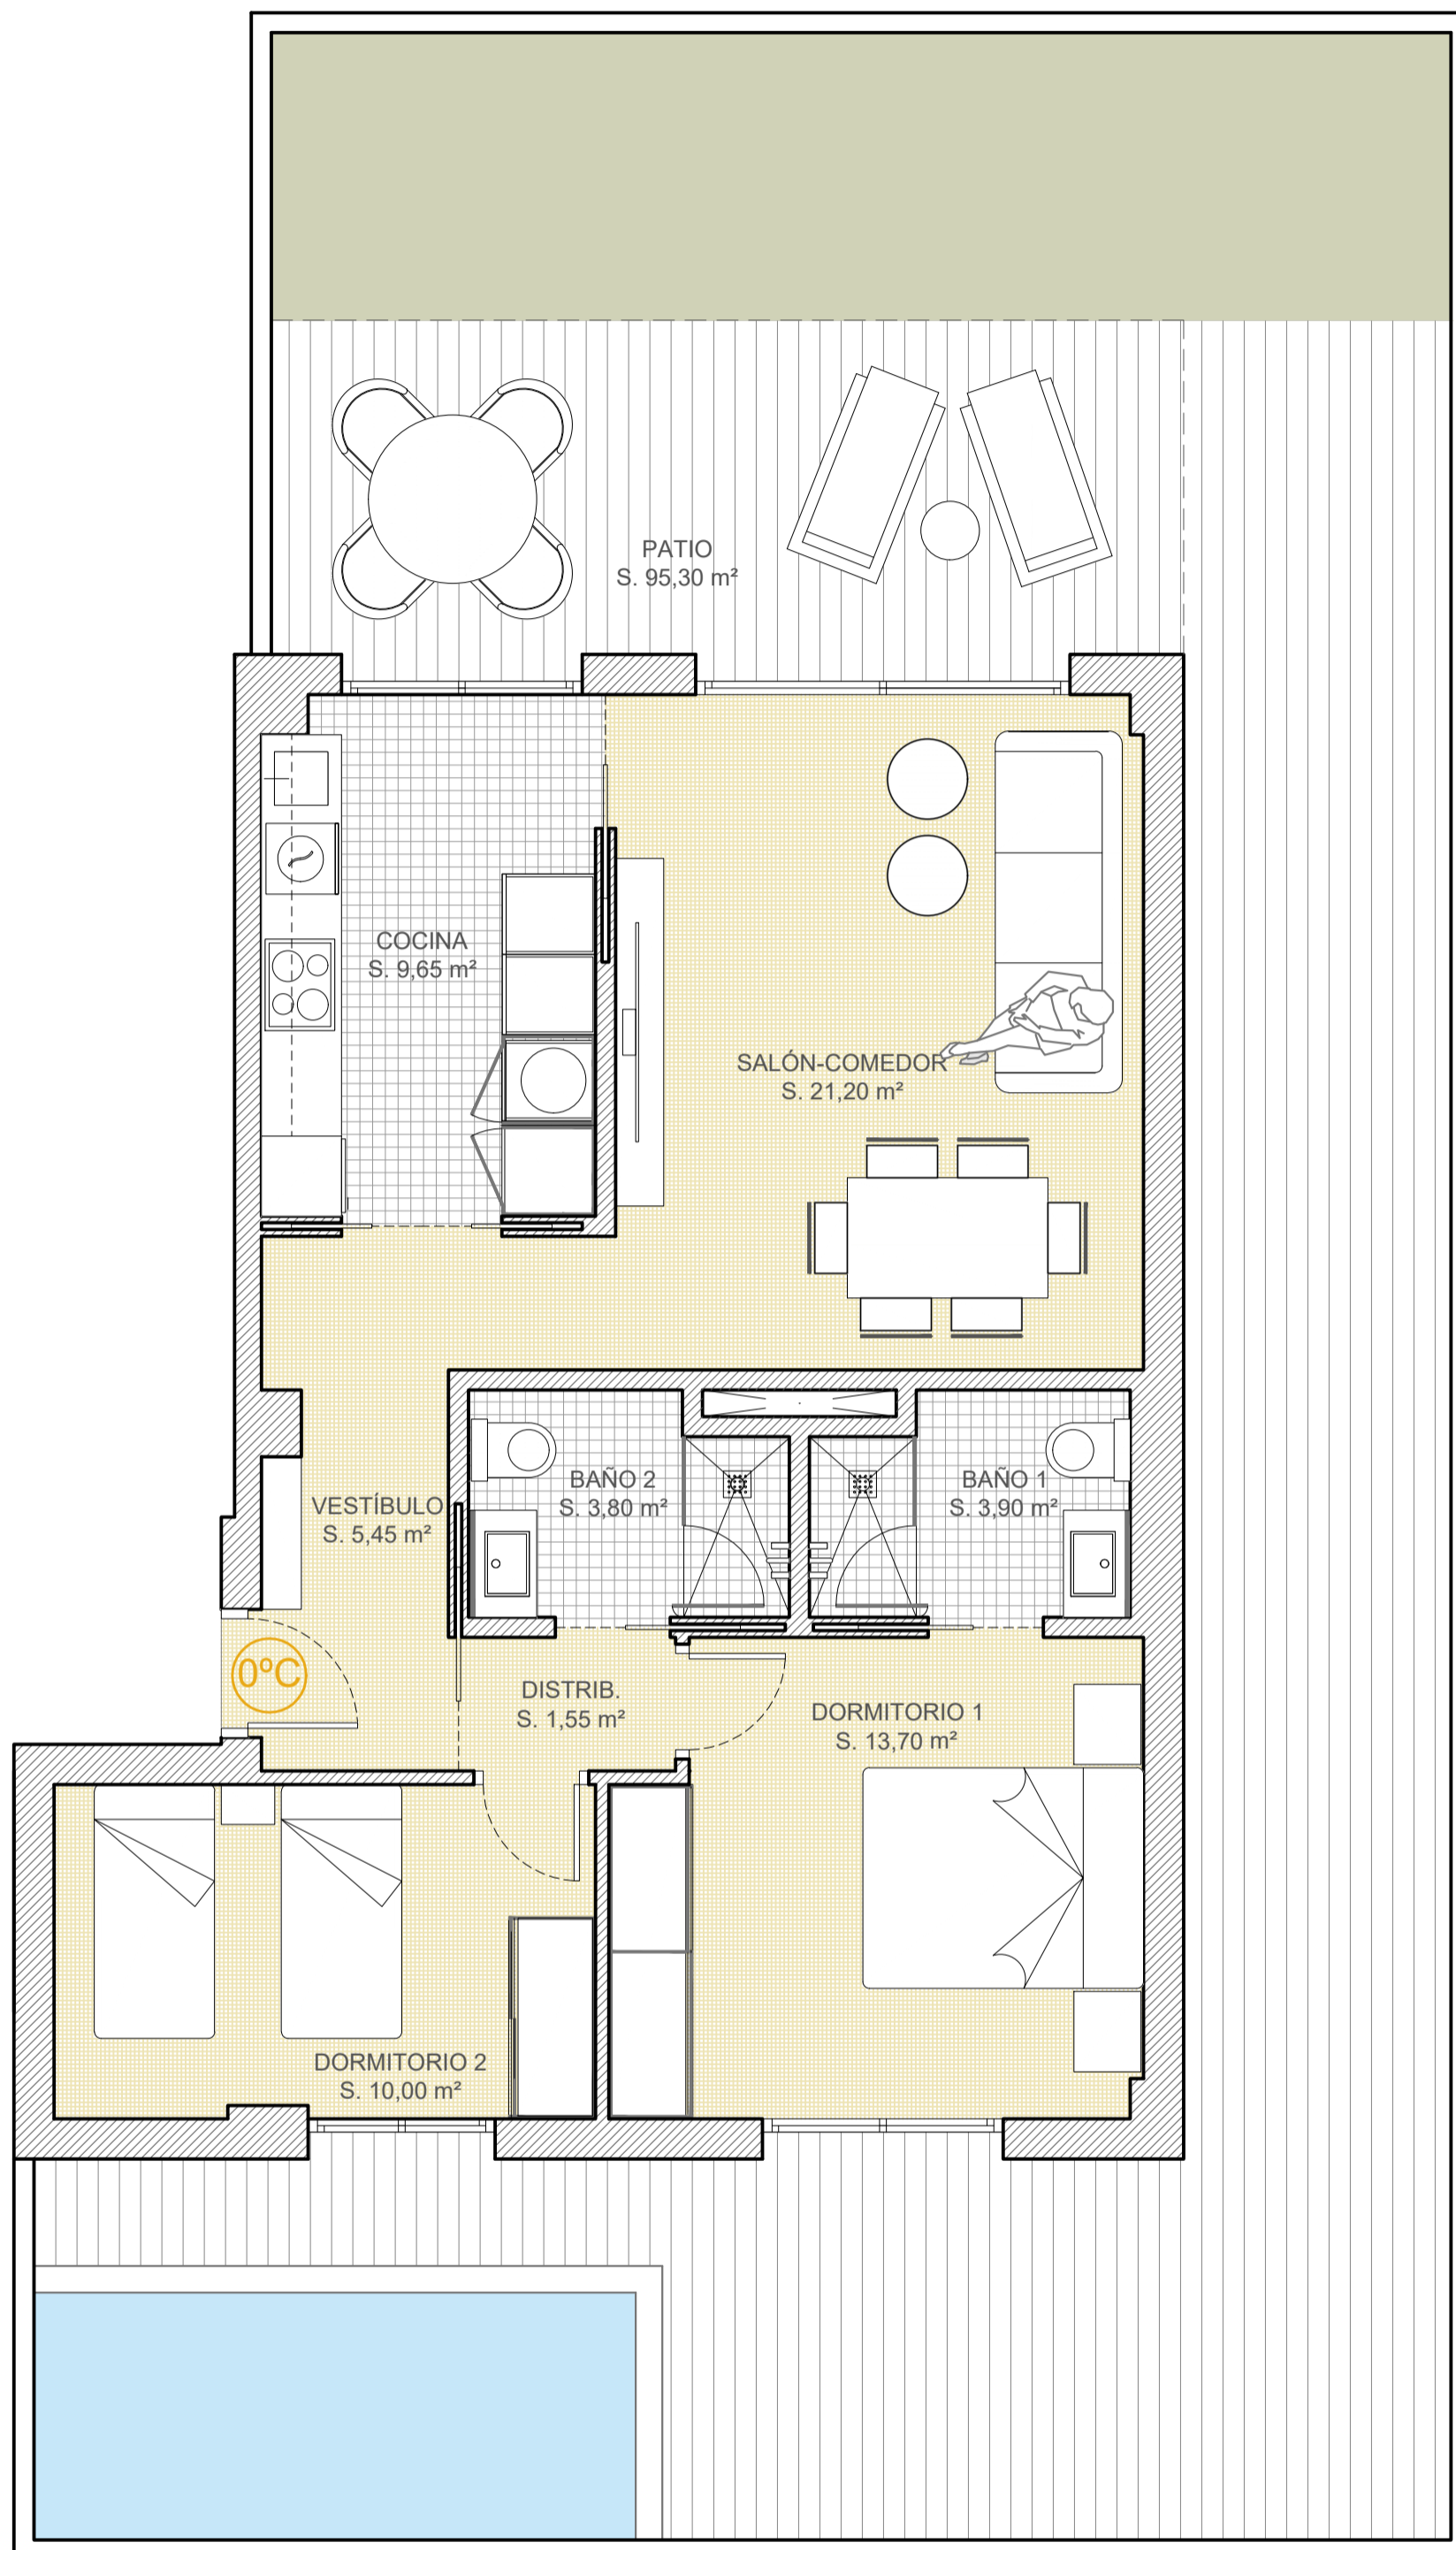 PATIO
S. 95,30 m²
COCINA
S. 9,65 m²
SALÓN-COMEDOR
S. 21,20 m²
BAÑO 2
S. 3,80 m²
BAÑO 1
S. 3,90 m²
VESTÍBULO
S. 5,45 m²
0ºC
DISTRIB.
S. 1,55 m²
DORMITORIO 1
S. 13,70 m²
DORMITORIO 2
S. 10,00 m²